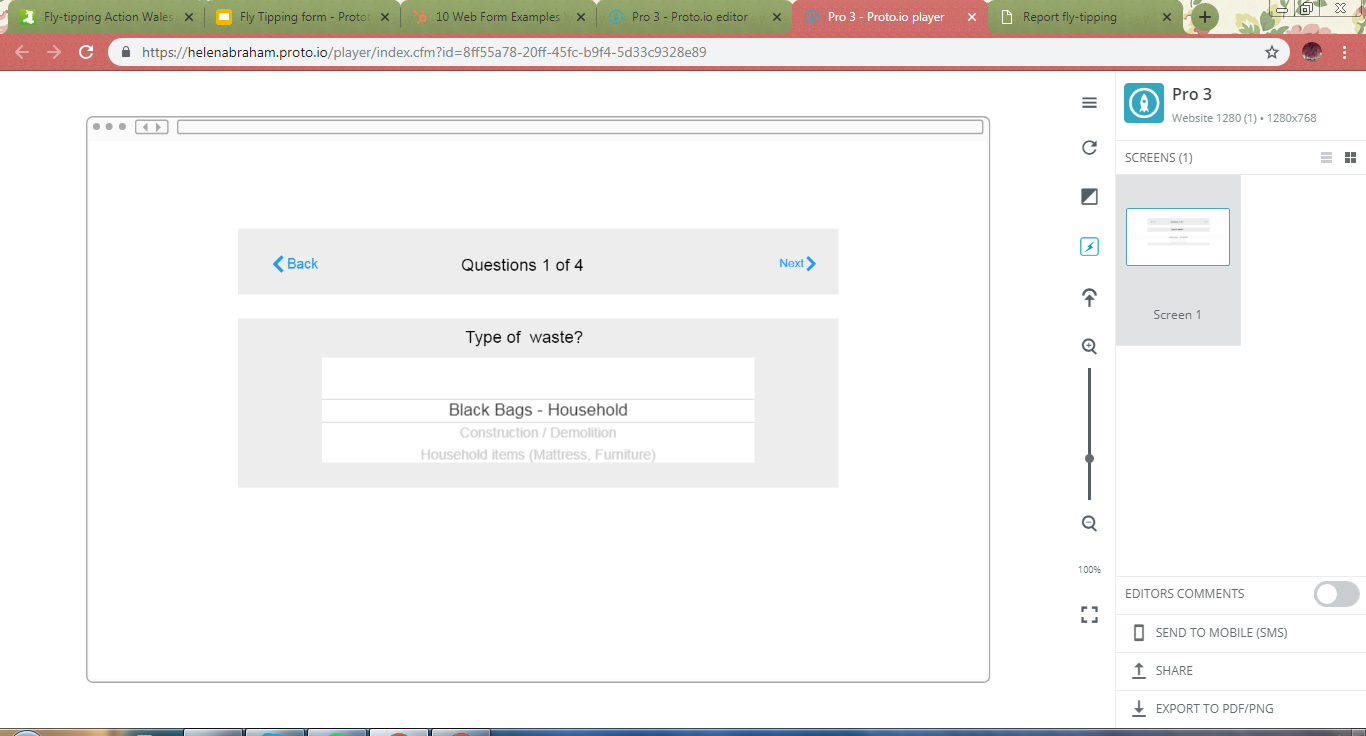 Fly-tipping Action Wales
Fly Tipping form - Protot
10 Web Form Examples
Pro 3 - Proto.io editor
Pro 3 - Proto.io player
Report fly-tipping
https://helenabraham.proto.io/player/index.cfm?id=8ff55a78-20ff-45fc-b9f4-5d33c9328e89
Pro 3
Website 1280 (1) • 1280x768
SCREENS (1)
Screen 1
Back
Questions 1 of 4
Next
Type of waste?
Black Bags - Household
Construction / Demolition
Household items (Mattress, Furniture)
100%
EDITORS COMMENTS
SEND TO MOBILE (SMS)
SHARE
EXPORT TO PDF/PNG